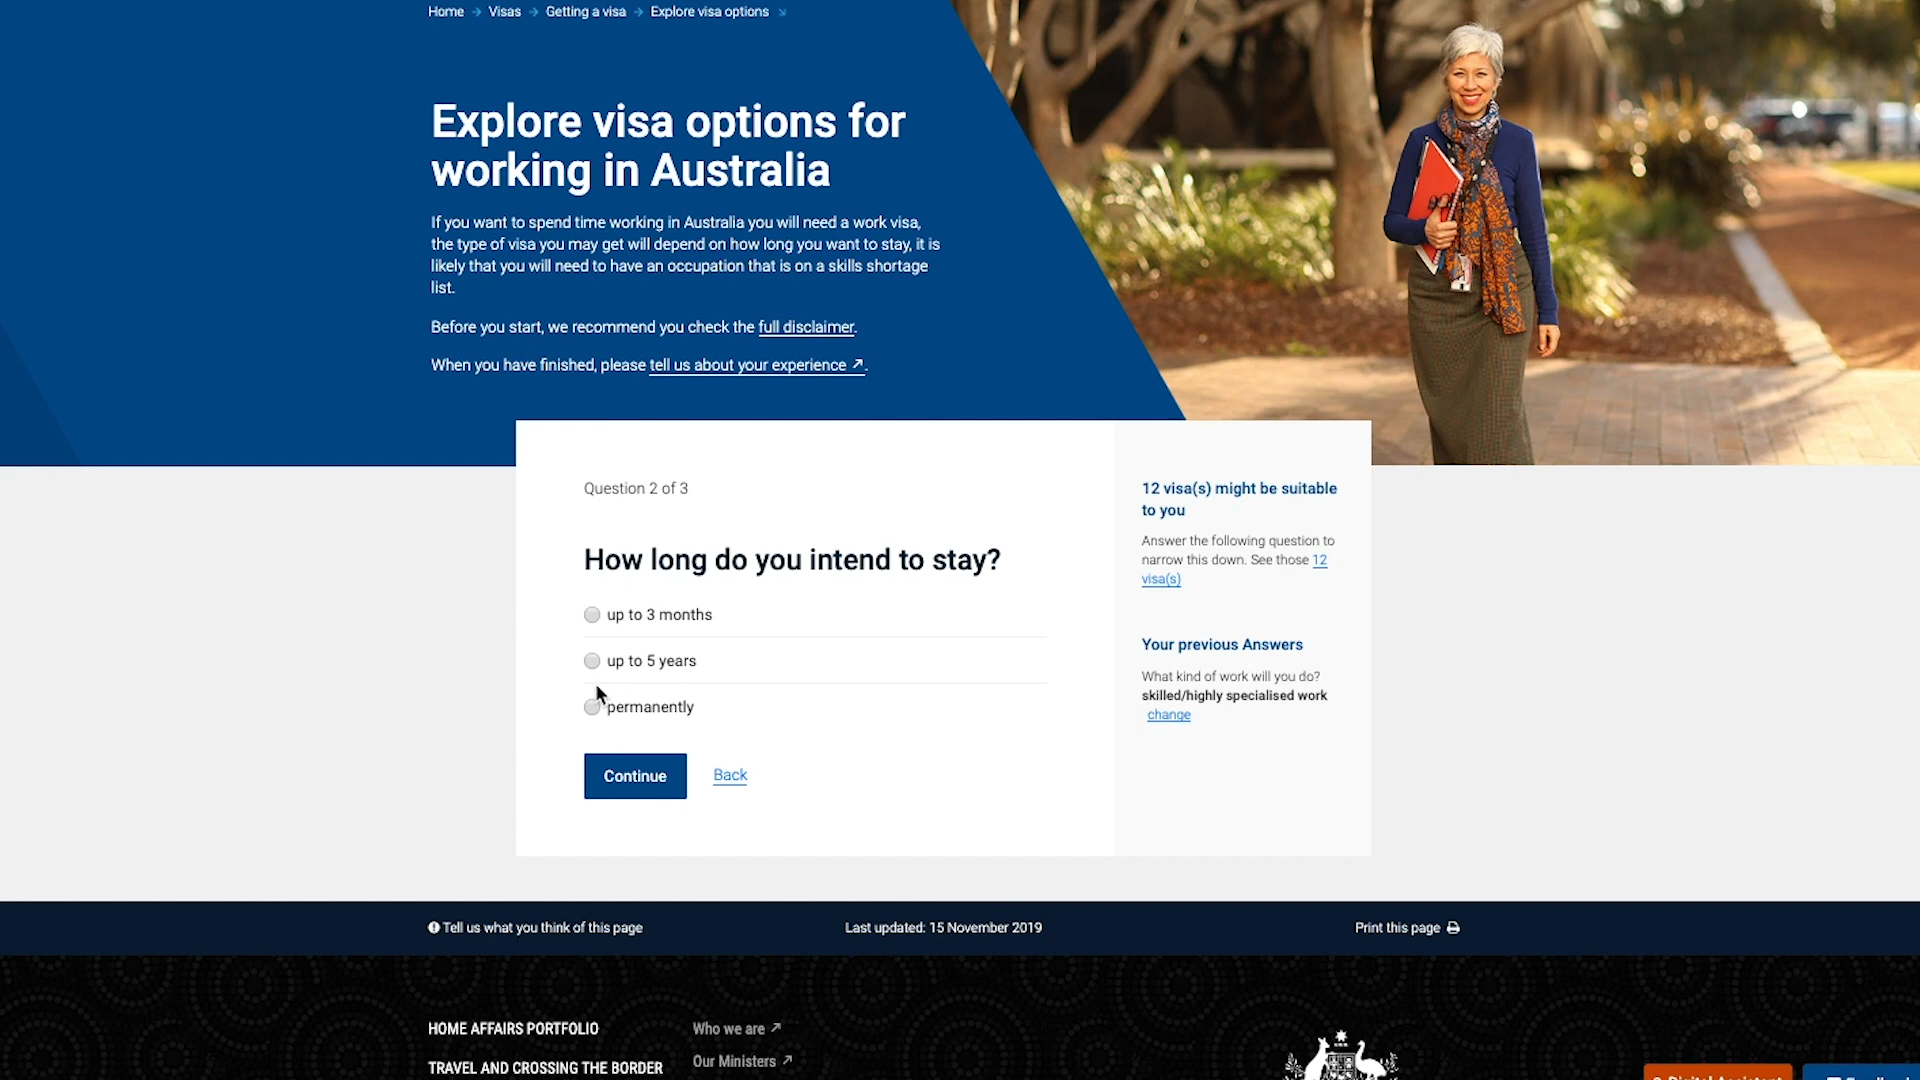 Home → Visas → Getting a visa → Explore visa options
Explore visa options for
working in Australia
If you want to spend time working in Australia you will need a work visa,
the type of visa you may get will depend on how long you want to stay, it is
likely that you will need to have an occupation that is on a skills shortage
list.
Before you start, we recommend you check the full disclaimer.
When you have finished, please tell us about your experience ↗.
Question 2 of 3
How long do you intend to stay?
up to 3 months
up to 5 years
permanently
Continue
Back
12 visa(s) might be suitable
to you
Answer the following question to
narrow this down. See those 12
visa(s)
Your previous Answers
What kind of work will you do?
skilled/highly specialised work
change
Tell us what you think of this page
Last updated: 15 November 2019
Print this page
HOME AFFAIRS PORTFOLIO
TRAVEL AND CROSSING THE BORDER
Who we are ↗
Our Ministers ↗